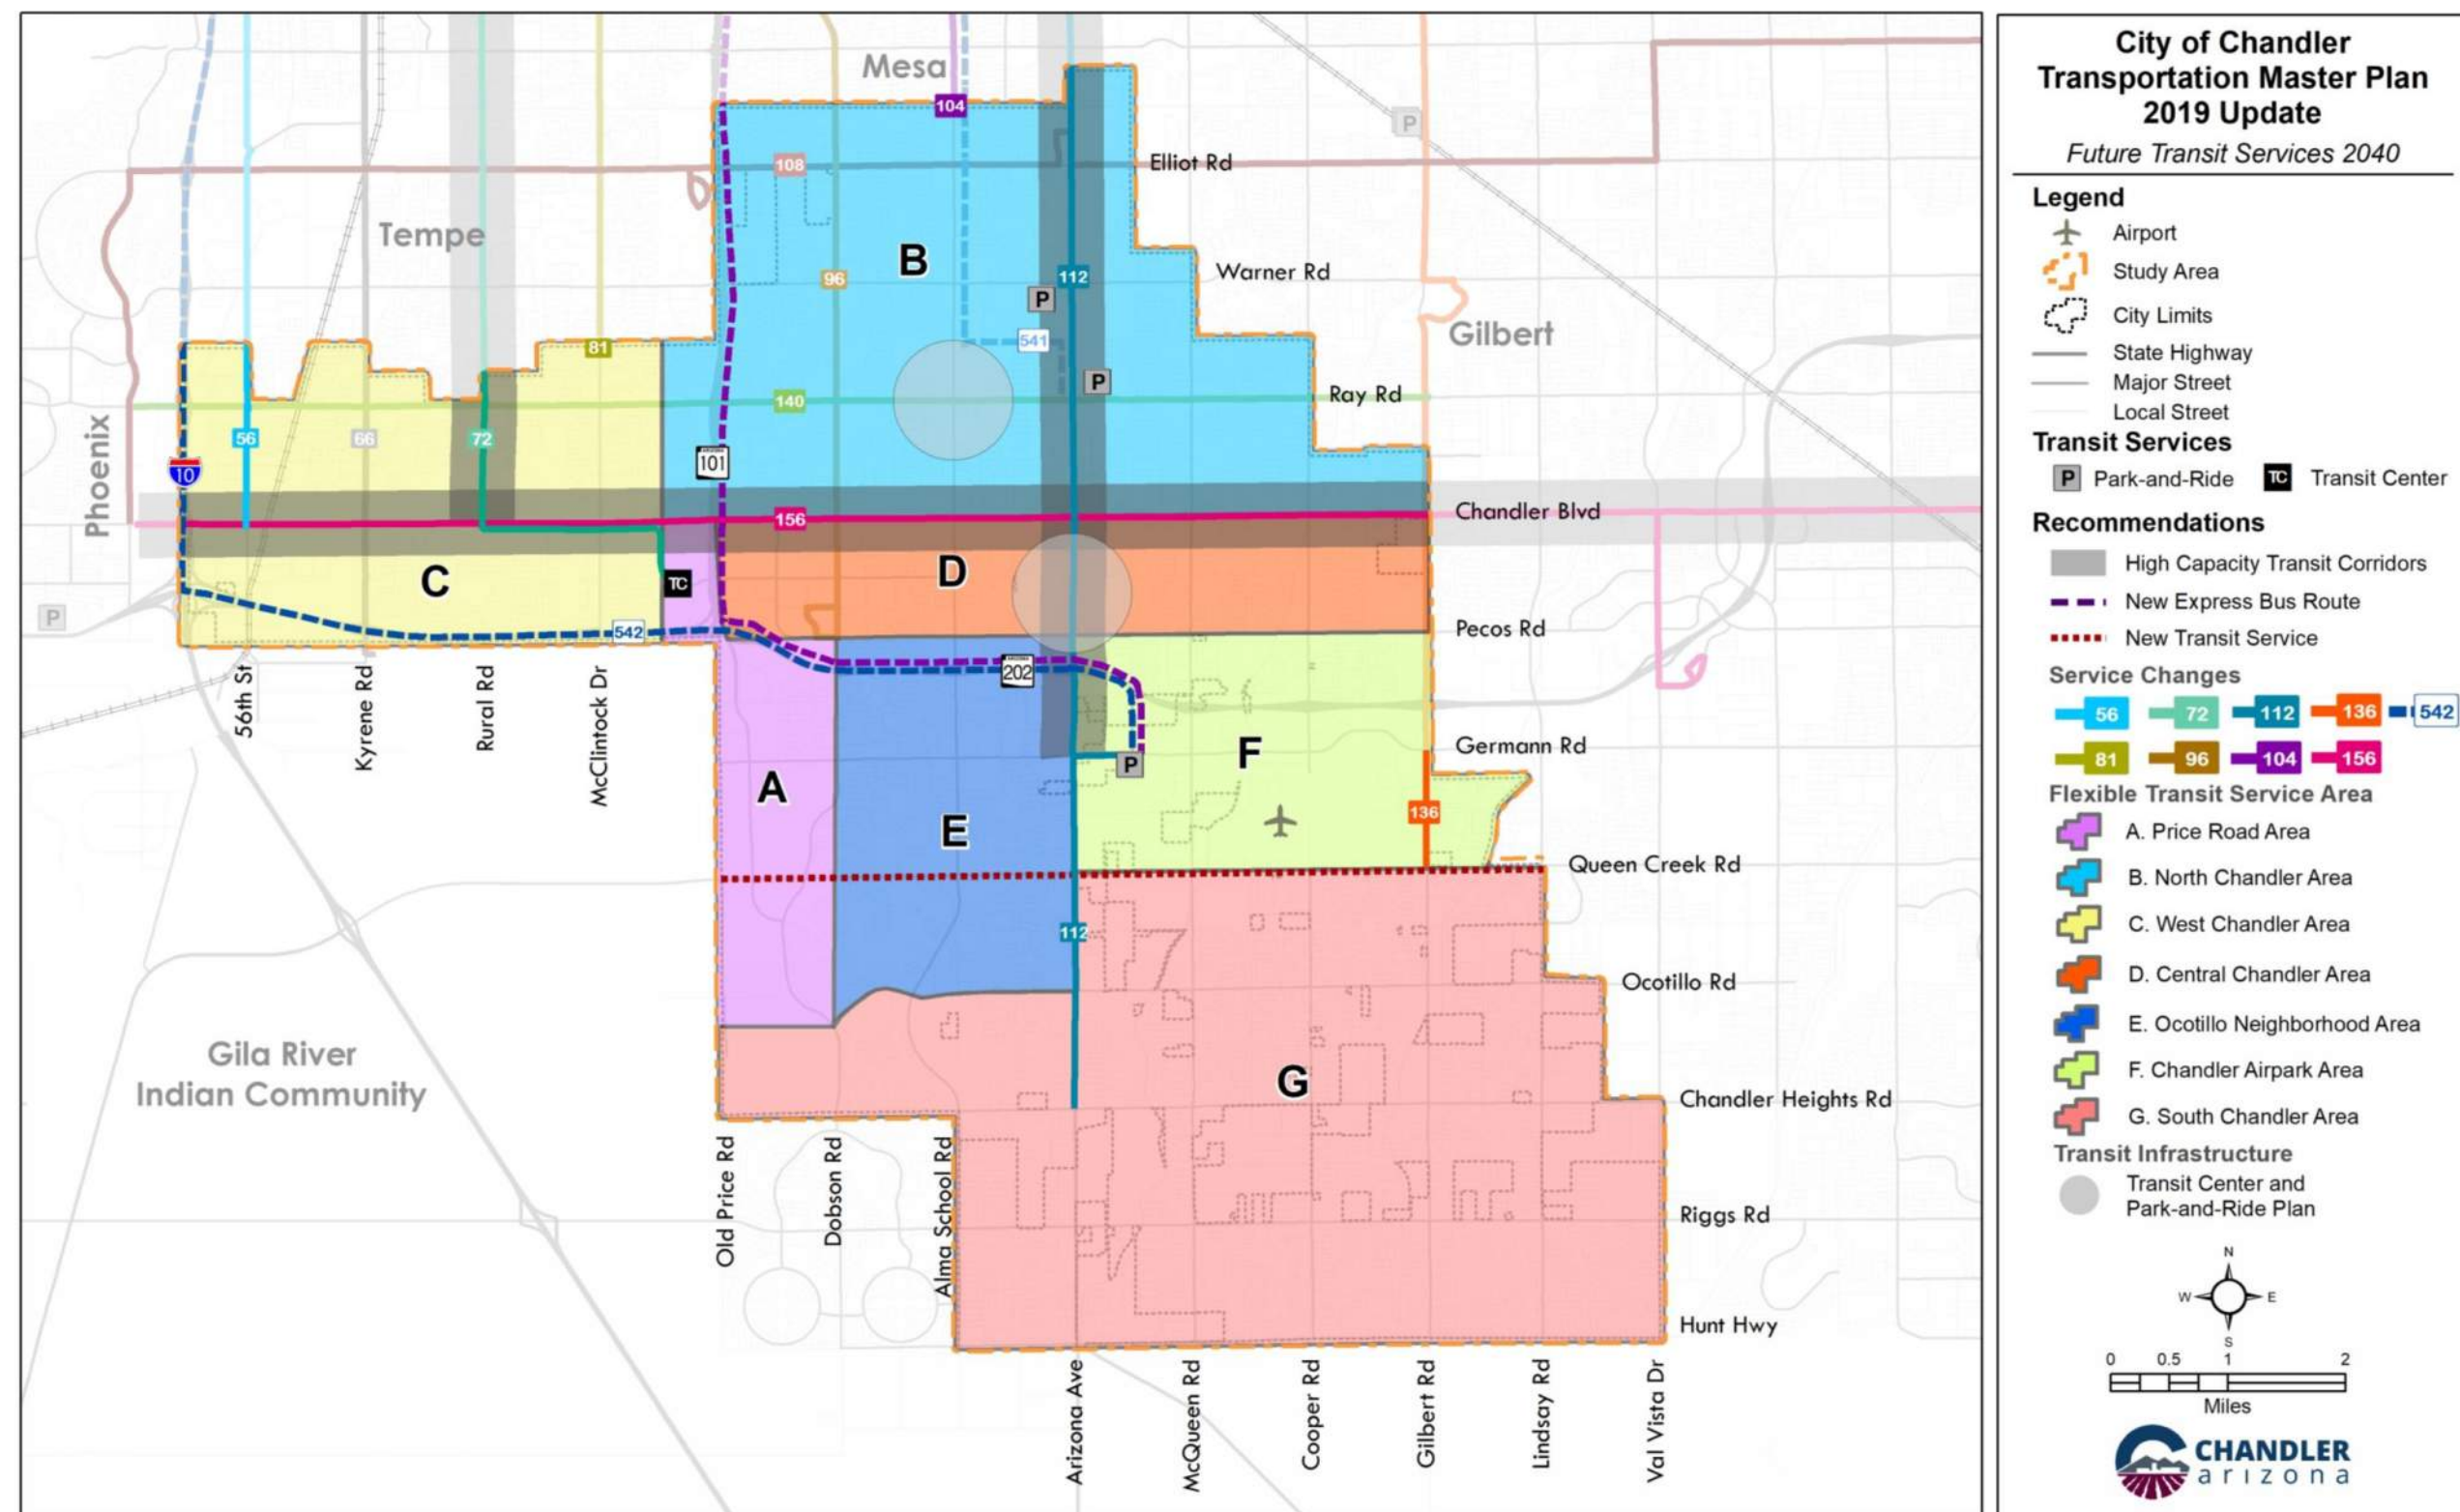 Mesa
104
Elliot Rd
108
P
Tempe
B
96
112
Warner Rd
P
Gilbert
541
81
P
Ray Rd
140
Phoenix
56
66
72
ARIZONA
101
10
Chandler Blvd
156
C
TC
D
P
542
Pecos Rd
ARIZONA
202
56th St
Kyrene Rd
Rural Rd
McClintock Dr
Germann Rd
F
P
A
E
136
Queen Creek Rd
112
Ocotillo Rd
Gila River
Indian Community
G
Chandler Heights Rd
Old Price Rd
Dobson Rd
Alma School Rd
Riggs Rd
Hunt Hwy
Arizona Ave
McQueen Rd
Cooper Rd
Gilbert Rd
Lindsay Rd
Val Vista Dr
City of Chandler
Transportation Master Plan
2019 Update
Future Transit Services 2040
Legend
Airport
Study Area
City Limits
State Highway
Major Street
Local Street
Transit Services
P Park-and-Ride TC Transit Center
Recommendations
High Capacity Transit Corridors
New Express Bus Route
New Transit Service
Service Changes
56 72 112 136 542
81 96 104 156
Flexible Transit Service Area
A. Price Road Area
B. North Chandler Area
C. West Chandler Area
D. Central Chandler Area
E. Ocotillo Neighborhood Area
F. Chandler Airpark Area
G. South Chandler Area
Transit Infrastructure
Transit Center and
Park-and-Ride Plan
N
W E
S
0 0.5 1 2
Miles
CHANDLER
arizona